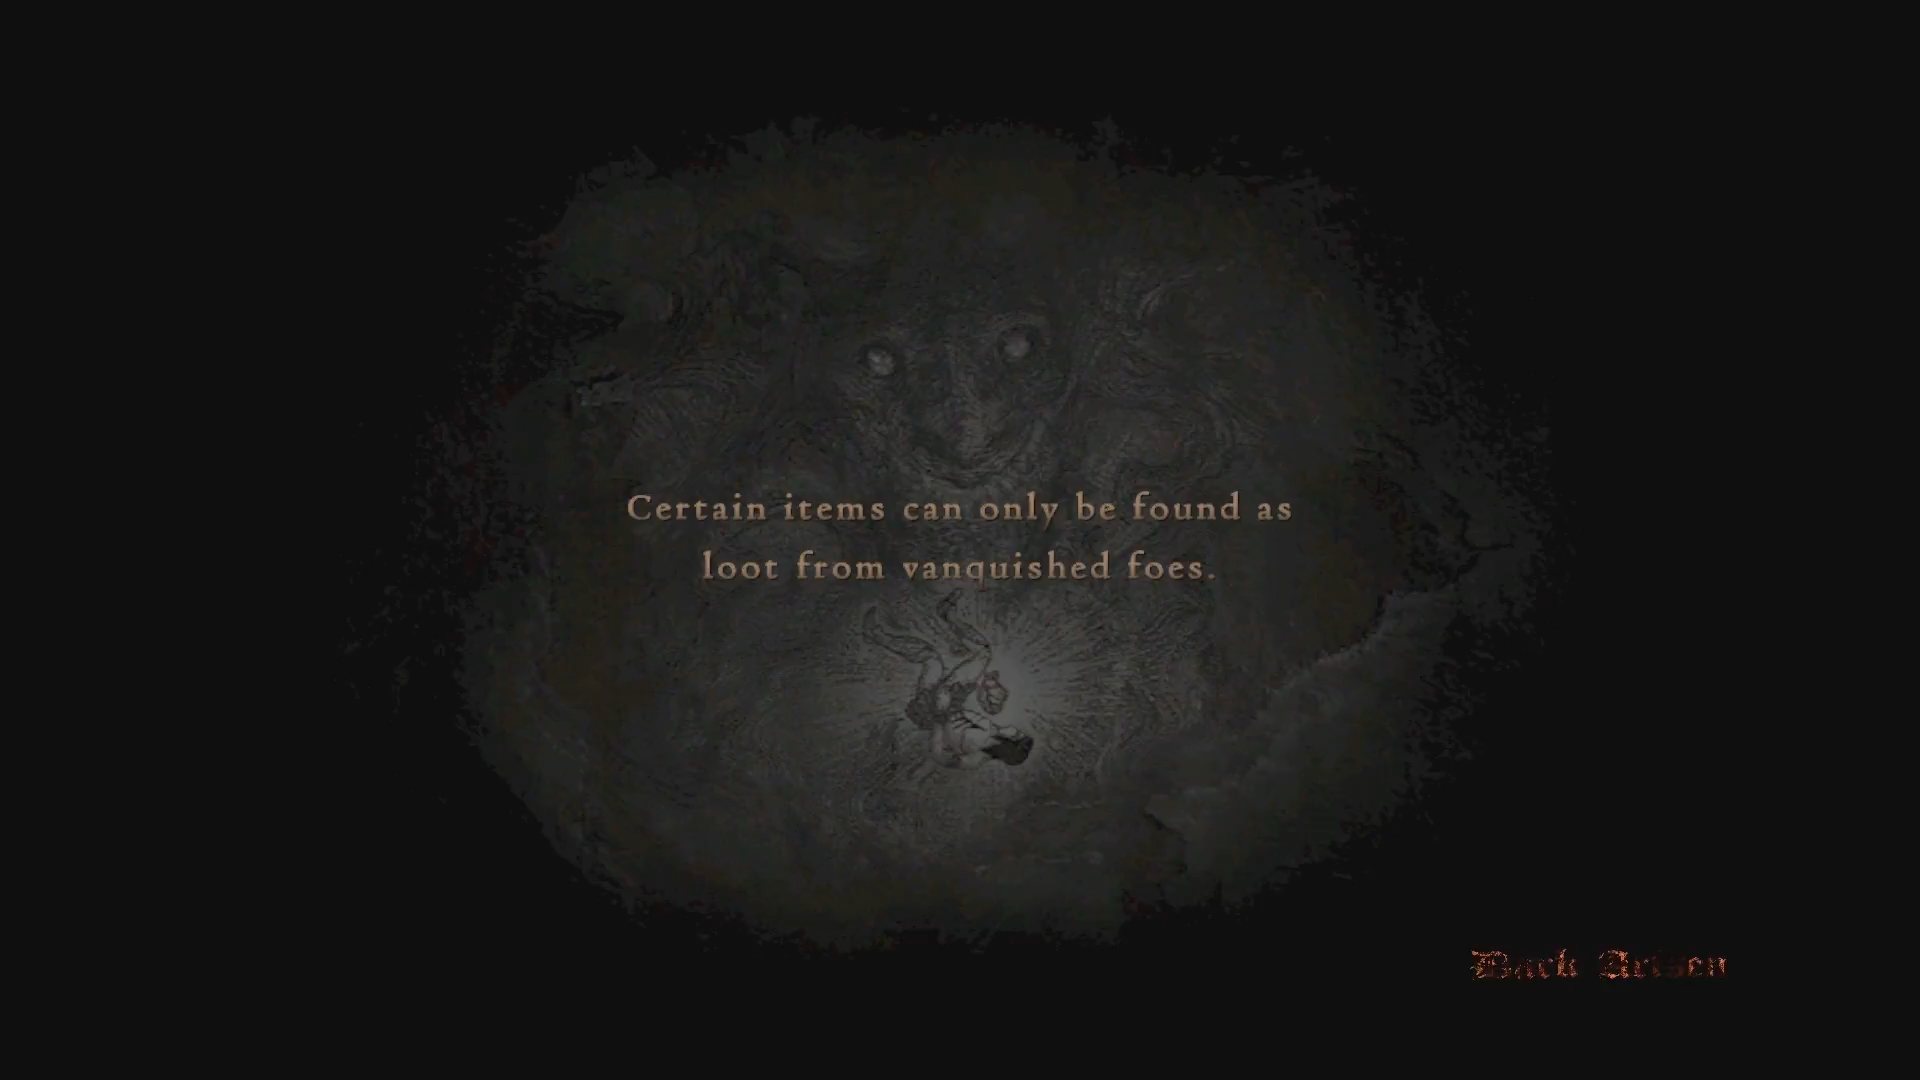 Certain items can only be found as
loot from vanquished foes.
Dark Arisen